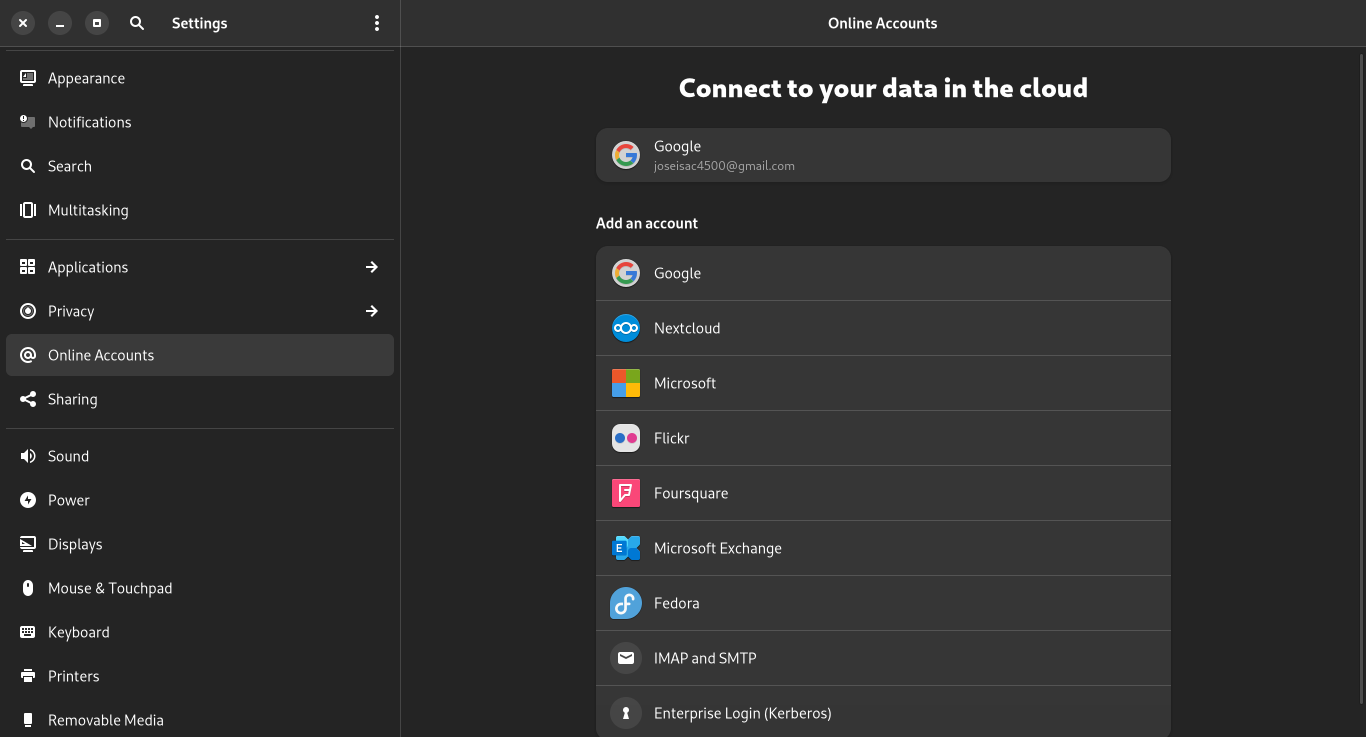 Settings
Appearance
Notifications
Search
Multitasking
Applications
Privacy
Online Accounts
Sharing
Sound
Power
Displays
Mouse & Touchpad
Keyboard
Printers
Removable Media
Online Accounts
Connect to your data in the cloud
Google
joseisac4500@gmail.com
Add an account
Google
Nextcloud
Microsoft
Flickr
Foursquare
Microsoft Exchange
Fedora
IMAP and SMTP
Enterprise Login (Kerberos)